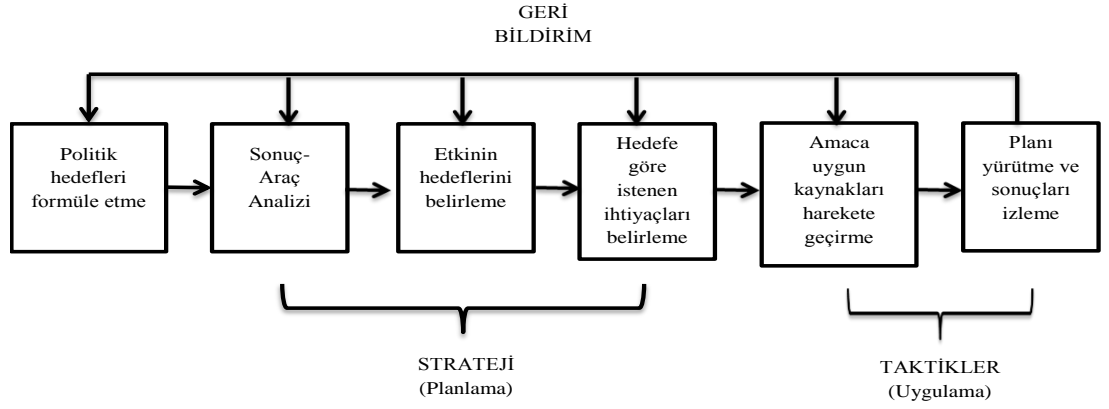 GERİ
BİLDİRİM
Politik
hedefleri
formüle etme
Sonuç-
Araç
Analizi
Etkinin
hedeflerini
belirleme
Hedefe
göre
istenen
ihtiyaçları
belirleme
Amaca
uygun
kaynakları
harekete
geçirme
Planı
yürütme ve
sonuçları
izleme
STRATEJİ
(Planlama)
TAKTİKLER
(Uygulama)